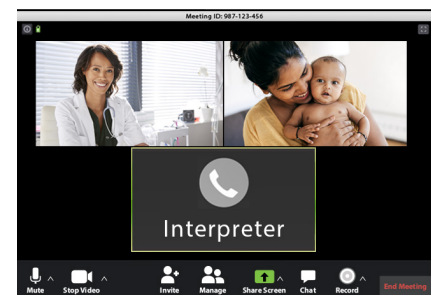 Meeting ID: 987-123-456
Interpreter
Mute
Stop Video
Invite
Manage
Share Screen
Chat
Record
End Meeting